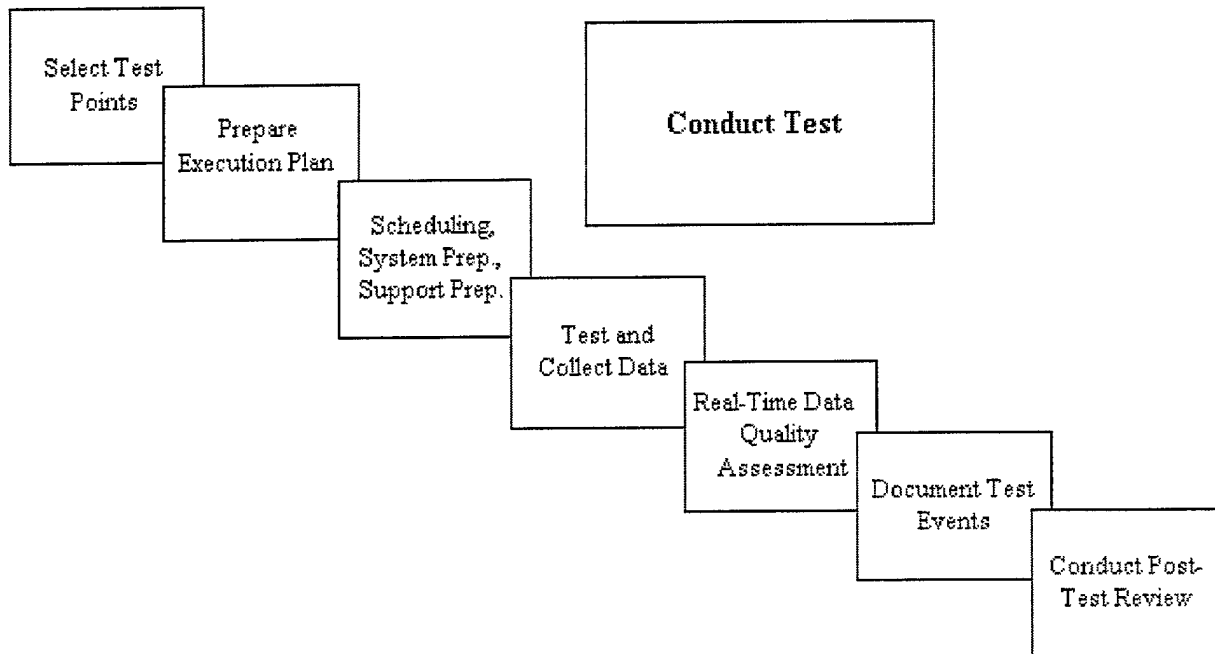 Select Test
Points
Prepare
Execution Plan
Conduct Test
Scheduling,
System Prep.,
Support Prep.
Test and
Collect Data
Real-Time Data
Quality
Assessment
Document Test
Events
Conduct Post-
Test Review